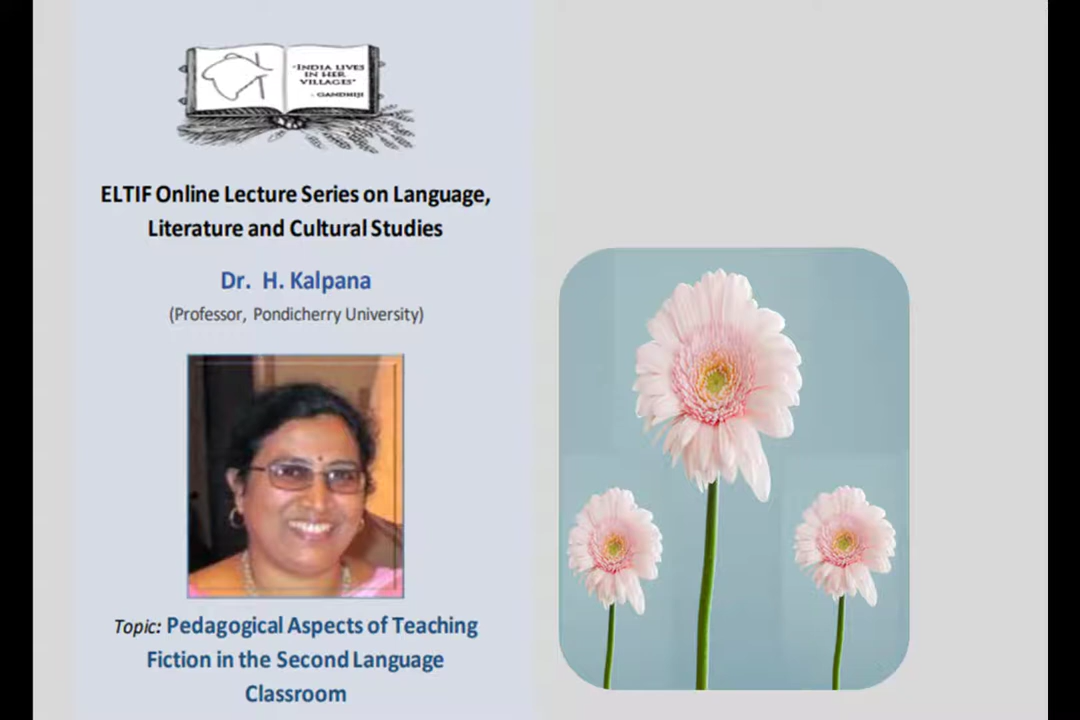 "INDIA LIVES
IN HER
VILLAGES"
- GANDHIJI
ELTIF Online Lecture Series on Language,
Literature and Cultural Studies
Dr. H. Kalpana
(Professor, Pondicherry University)
Topic: Pedagogical Aspects of Teaching
Fiction in the Second Language
Classroom